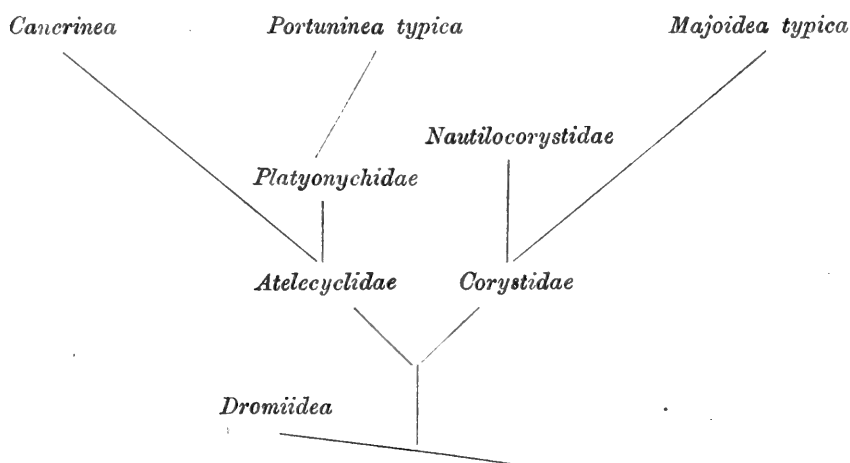 Cancrinea Portuninea typica Majoidea typica
Nautilocorystidae
Platyonychidae
Atelecyclidae Corystidae
Dromiidea